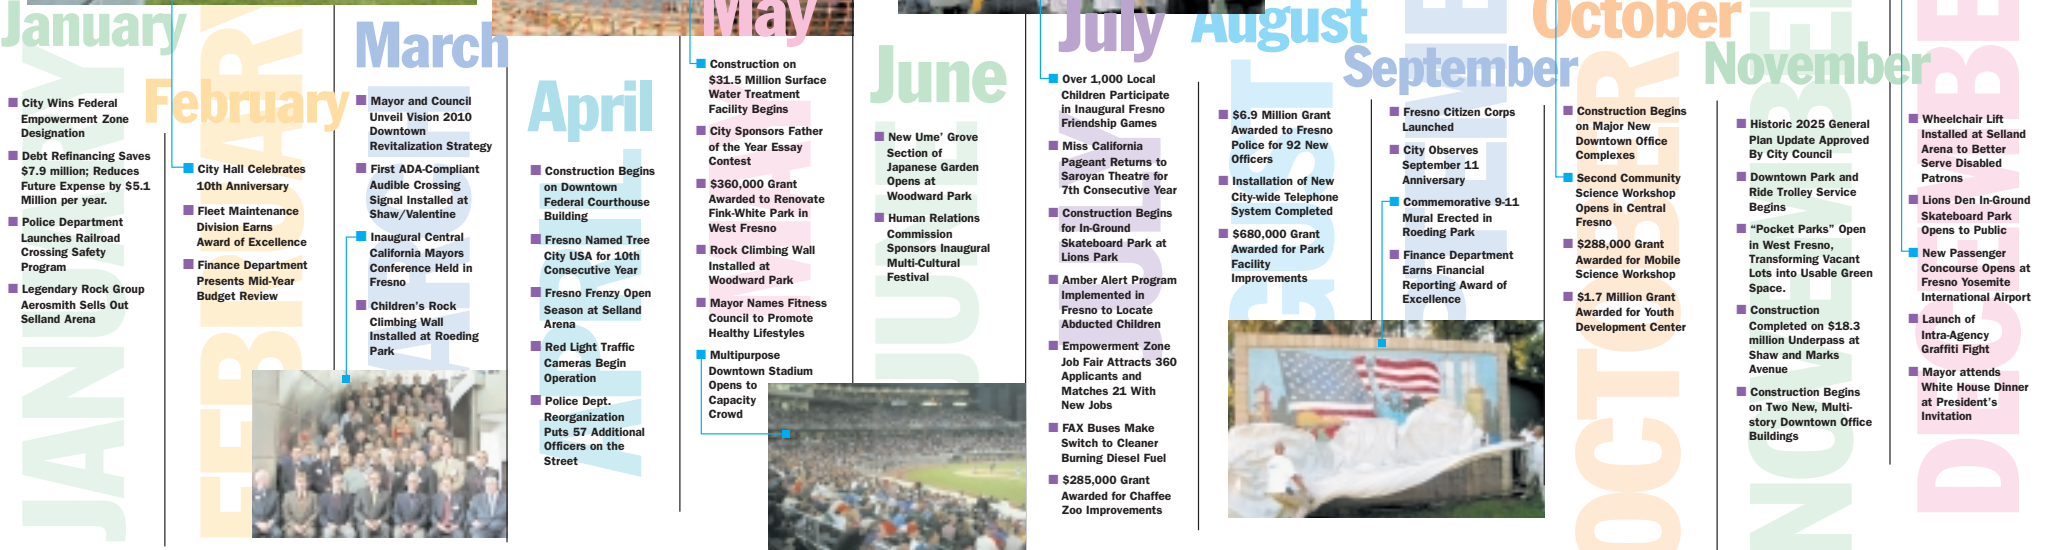 January
JANUARY
City Wins Federal
Empowerment Zone
Designation
Debt Refinancing Saves
$7.9 million; Reduces
Future Expense by $5.1
Million per year.
Police Department
Launches Railroad
Crossing Safety
Program
Legendary Rock Group
Aerosmith Sells Out
Selland Arena
February
FEBRUARY
City Hall Celebrates
10th Anniversary
Fleet Maintenance
Division Earns
Award of Excellence
Finance Department
Presents Mid-Year
Budget Review
March
MARCH
Mayor and Council
Unveil Vision 2010
Downtown
Revitalization Strategy
First ADA-Compliant
Audible Crossing
Signal Installed at
Shaw/Valentine
Inaugural Central
California Mayors
Conference Held in
Fresno
Children's Rock
Climbing Wall
Installed at Roeding
Park
April
APRIL
Construction Begins
on Downtown
Federal Courthouse
Building
Fresno Named Tree
City USA for 10th
Consecutive Year
Fresno Frenzy Open
Season at Selland
Arena
Red Light Traffic
Cameras Begin
Operation
Police Dept.
Reorganization
Puts 57 Additional
Officers on the
Street
May
MAY
Construction on
$31.5 Million Surface
Water Treatment
Facility Begins
City Sponsors Father
of the Year Essay
Contest
$360,000 Grant
Awarded to Renovate
Fink-White Park in
West Fresno
Rock Climbing Wall
Installed at
Woodward Park
Mayor Names Fitness
Council to Promote
Healthy Lifestyles
Multipurpose
Downtown Stadium
Opens to
Capacity
Crowd
June
JUNE
New Ume' Grove
Section of
Japanese Garden
Opens at
Woodward Park
Human Relations
Commission
Sponsors Inaugural
Multi-Cultural
Festival
July
JULY
Over 1,000 Local
Children Participate
in Inaugural Fresno
Friendship Games
Miss California
Pageant Returns to
Saroyan Theatre for
7th Consecutive Year
Construction Begins
for In-Ground
Skateboard Park at
Lions Park
Amber Alert Program
Implemented in
Fresno to Locate
Abducted Children
Empowerment Zone
Job Fair Attracts 360
Applicants and
Matches 21 With
New Jobs
FAX Buses Make
Switch to Cleaner
Burning Diesel Fuel
$285,000 Grant
Awarded for Chaffee
Zoo Improvements
August
GUST
$6.9 Million Grant
Awarded to Fresno
Police for 92 New
Officers
Installation of New
City-wide Telephone
System Completed
$680,000 Grant
Awarded for Park
Facility
Improvements
September
TEME
Fresno Citizen Corps
Launched
City Observes
September 11
Anniversary
Commemorative 9-11
Mural Erected in
Roeding Park
Finance Department
Earns Financial
Reporting Award of
Excellence
October
OCTOBER
Construction Begins
on Major New
Downtown Office
Complexes
Second Community
Science Workshop
Opens in Central
Fresno
$288,000 Grant
Awarded for Mobile
Science Workshop
$1.7 Million Grant
Awarded for Youth
Development Center
November
NOVEMBE
Historic 2025 General
Plan Update Approved
By City Council
Downtown Park and
Ride Trolley Service
Begins
"Pocket Parks" Open
in West Fresno,
Transforming Vacant
Lots into Usable Green
Space.
Construction
Completed on $18.3
million Underpass at
Shaw and Marks
Avenue
Construction Begins
on Two New, Multi-
story Downtown Office
Buildings
DECEMBE
Wheelchair Lift
Installed at Selland
Arena to Better
Serve Disabled
Patrons
Lions Den In-Ground
Skateboard Park
Opens to Public
New Passenger
Concourse Opens at
Fresno Yosemite
International Airport
Launch of
Intra-Agency
Graffiti Fight
Mayor attends
White House Dinner
at President's
Invitation